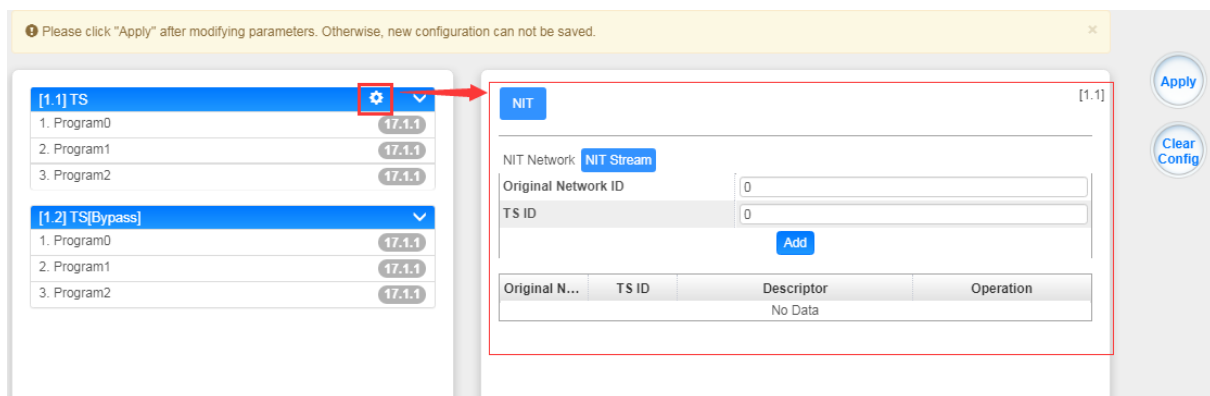 Please click "Apply" after modifying parameters. Otherwise, new configuration can not be saved. ×
[1.1] TS
1. Program0 17.1.1
2. Program1 17.1.1
3. Program2 17.1.1
[1.2] TS[Bypass]
1. Program0 17.1.1
2. Program1 17.1.1
3. Program2 17.1.1
NIT [1.1]
NIT Network NIT Stream
Original Network ID 0
TS ID 0
Add
Original N... TS ID Descriptor Operation
No Data
Apply
Clear
Config